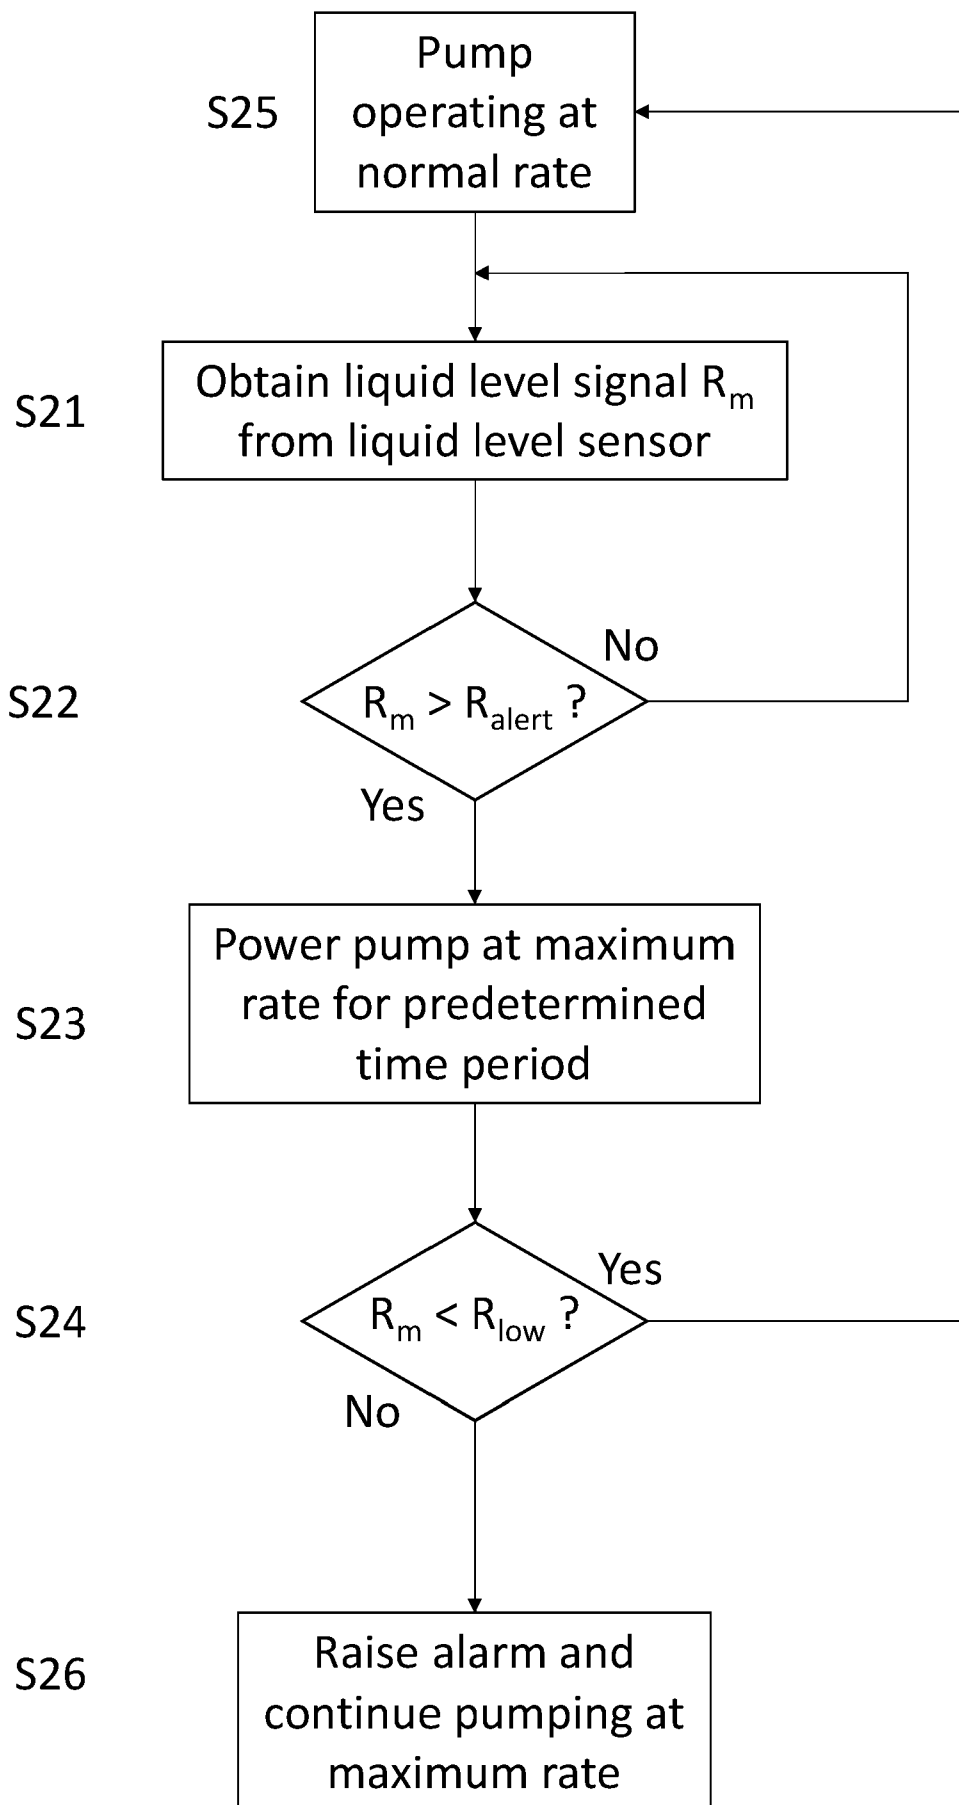 Pump
S25
operating at
normal rate
Obtain liquid level signal Rm
S21
from liquid level sensor
No
S22
Rm > Ralert ?
Yes
Power pump at maximum
S23
rate for predetermined
time period
Yes
S24
Rm < Rlow ?
No
Raise alarm and
S26
continue pumping at
maximum rate